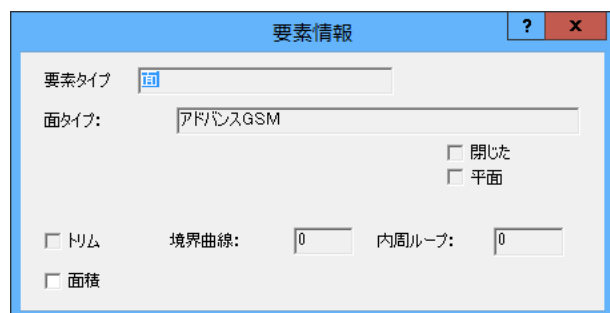 要素情報 ? x
要素タイプ 面
面タイプ: アドバンスGSM
閉じた
平面
トリム 境界曲線: 0 内周ループ: 0
面積